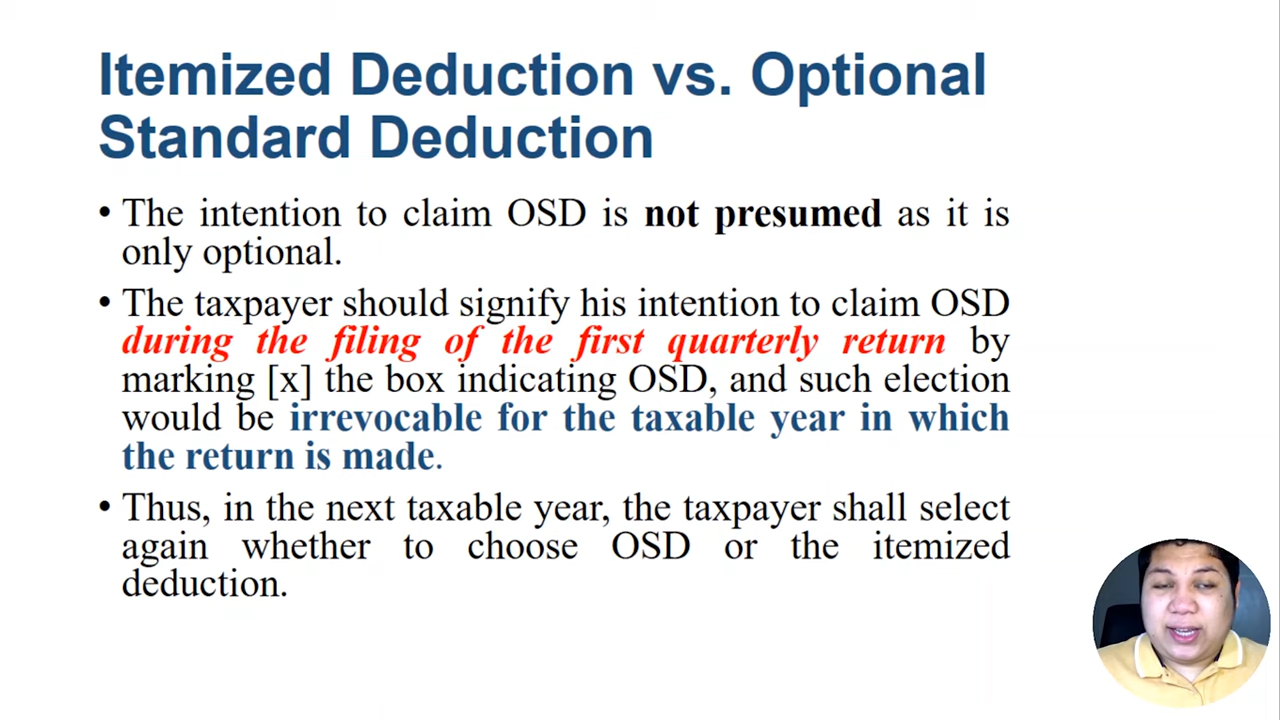 Itemized Deduction vs. Optional
Standard Deduction
• The intention to claim OSD is not presumed as it is
only optional.
• The taxpayer should signify his intention to claim OSD
during the filing of the first quarterly return by
marking [x] the box indicating OSD, and such election
would be irrevocable for the taxable year in which
the return is made.
• Thus, in the next taxable year, the taxpayer shall select
again whether to choose OSD or the itemized
deduction.